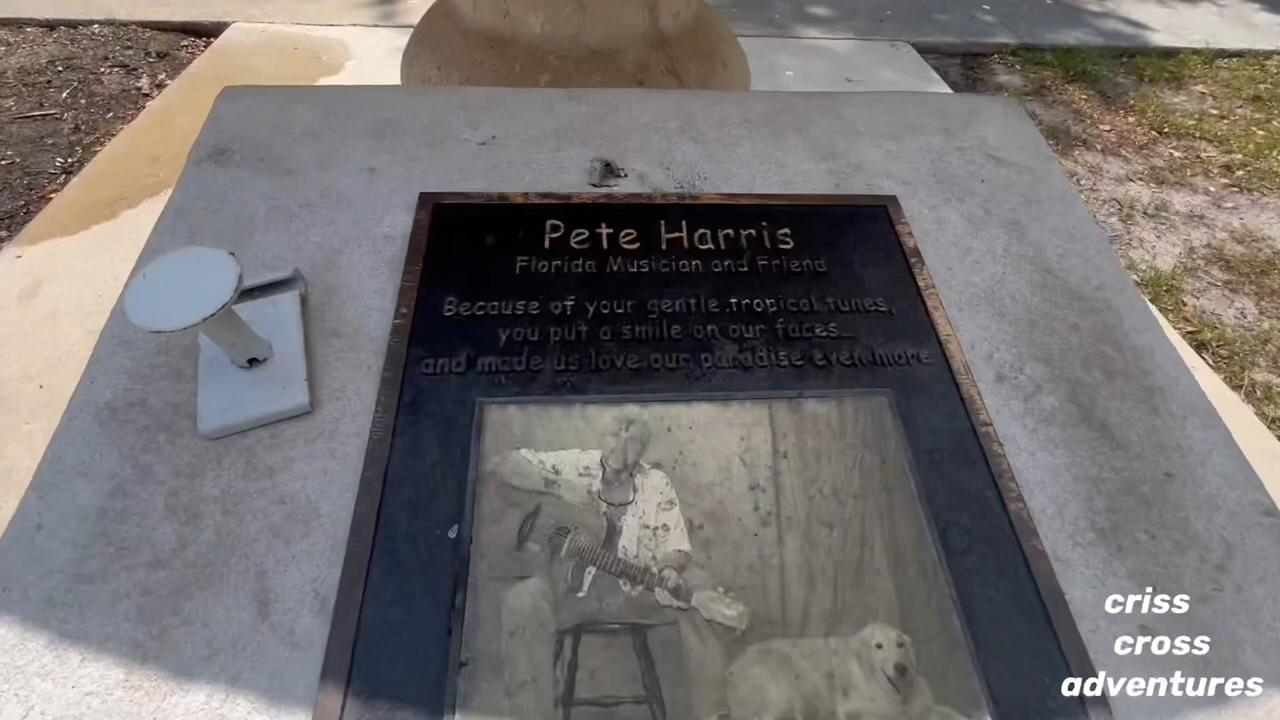 Pete Harris
Florida Musician and Friend
Because of your gentle tropical tunes,
you put a smile on our faces...
and made us love our paradise even more
criss
cross
adventures